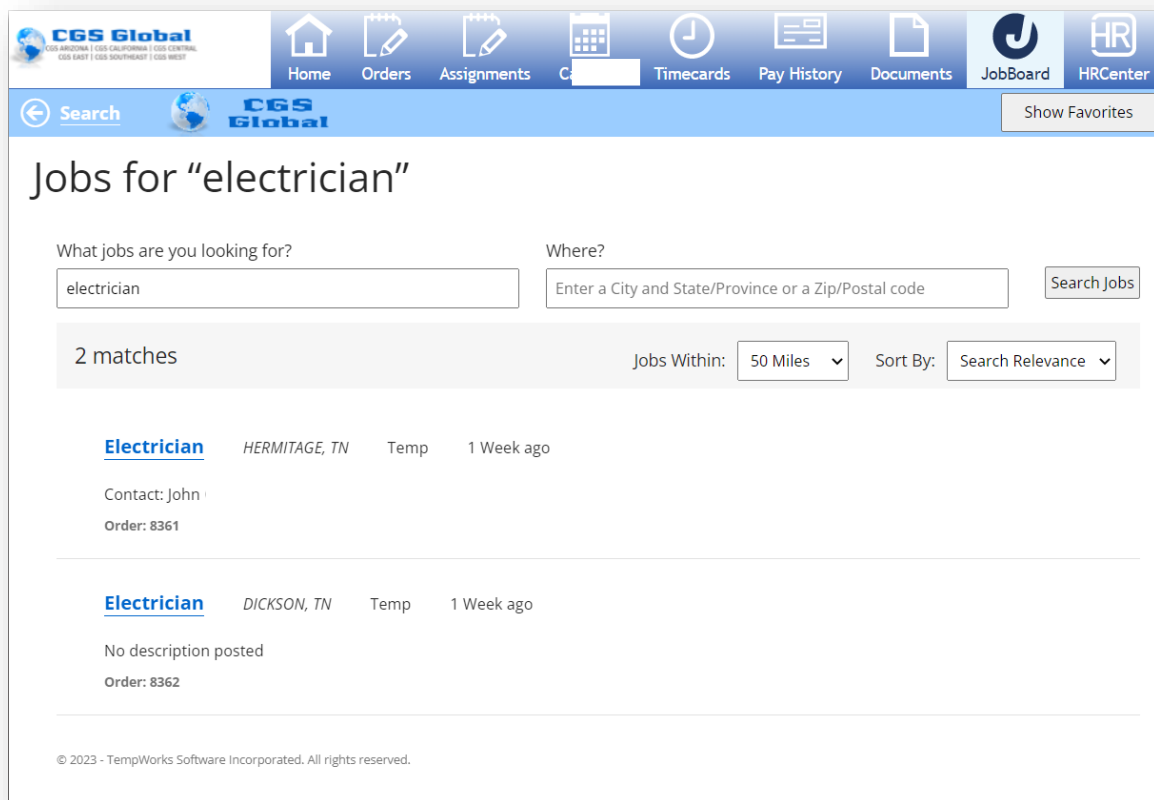 CGS Global
CGS ARIZONA | CGS CALIFORNIA | CGS CENTRAL
CGS EAST | CGS SOUTHEAST | CGS WEST
Home Orders Assignments Timecards Pay History Documents JobBoard HRCenter
Search CGS Global Show Favorites
Jobs for “electrician”
What jobs are you looking for? Where?
electrician Enter a City and State/Province or a Zip/Postal code Search Jobs
2 matches Jobs Within: 50 Miles Sort By: Search Relevance
Electrician HERMITAGE, TN Temp 1 Week ago
Contact: John
Order: 8361
Electrician DICKSON, TN Temp 1 Week ago
No description posted
Order: 8362
© 2023 - TempWorks Software Incorporated. All rights reserved.